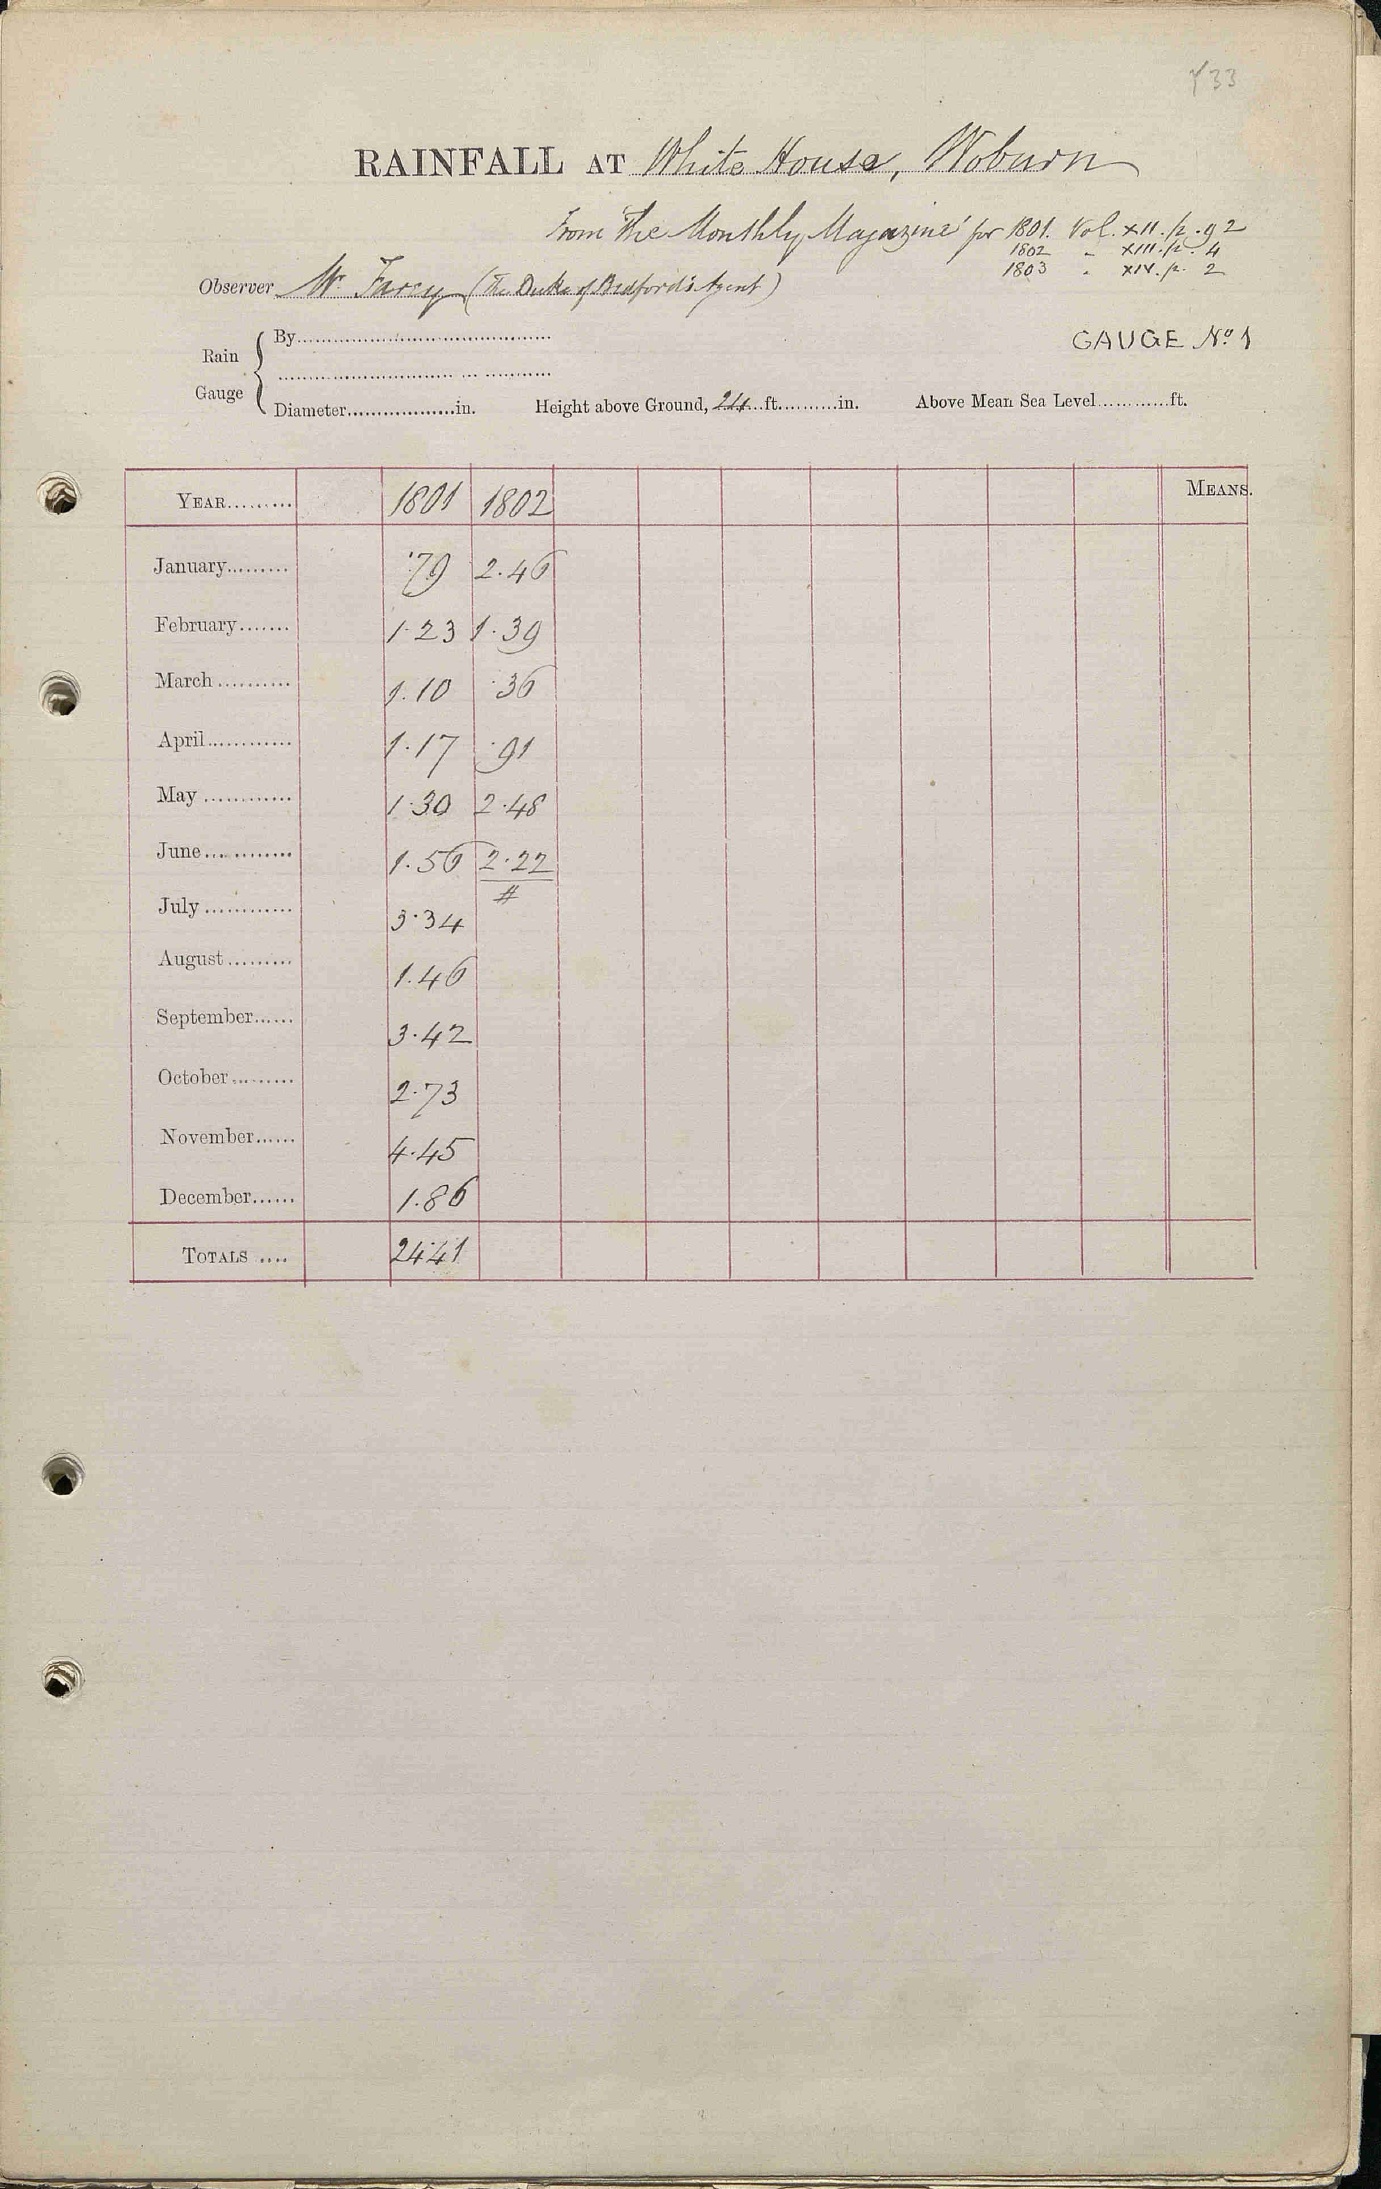 733
RAINFALL AT White House, Woburn
From 'The Monthly Magazine' for 1801. Vol. XII. p. 92
1802 " XIII. p. 4
1803 " XIV. p. 2
Observer Mr. Farey (The Duke of Bedford's Agent)
GAUGE No. 1
Rain Gauge { By
Diameter..................in. Height above Ground, 24 ft..........in. Above Mean Sea Level............ft.
YEAR......... 1801 1802 MEANS.
January......... .79 2.46
February....... 1.23 1.39
March.......... 1.10 .36
April............ 1.17 .91
May............ 1.30 2.48
June............ 1.56 2.22
#
July............ 3.34
August......... 1.46
September...... 3.42
October......... 2.73
November...... 4.45
December...... 1.86
TOTALS .... 24.41